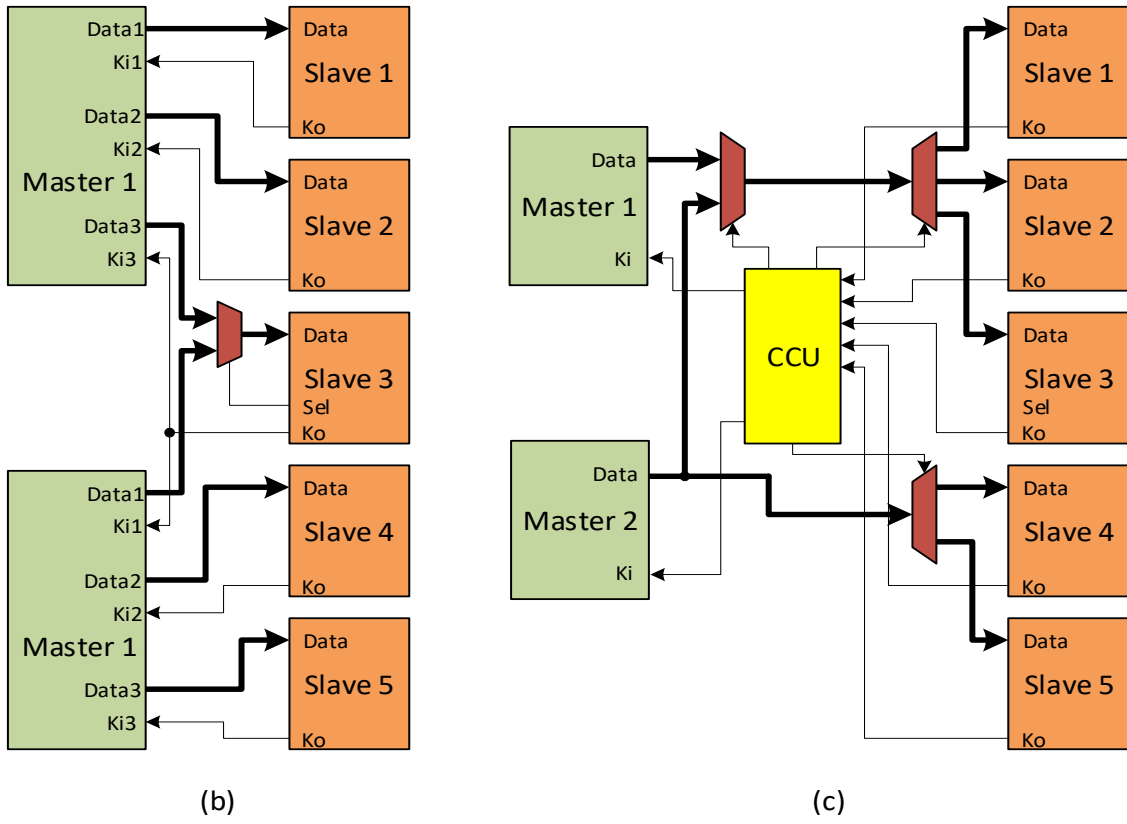 Data1
Ki1
Data2
Ki2
Master 1
Data3
Ki3
Data
Slave 1
Ko
Data
Slave 2
Ko
Data
Slave 3
Sel
Ko
Data1
Ki1
Data2
Ki2
Master 1
Data3
Ki3
Data
Slave 4
Ko
Data
Slave 5
Ko
(b)
Data
Master 1
Ki
CCU
Data
Master 2
Ki
Data
Slave 1
Ko
Data
Slave 2
Ko
Data
Slave 3
Sel
Ko
Data
Slave 4
Ko
Data
Slave 5
Ko
(c)